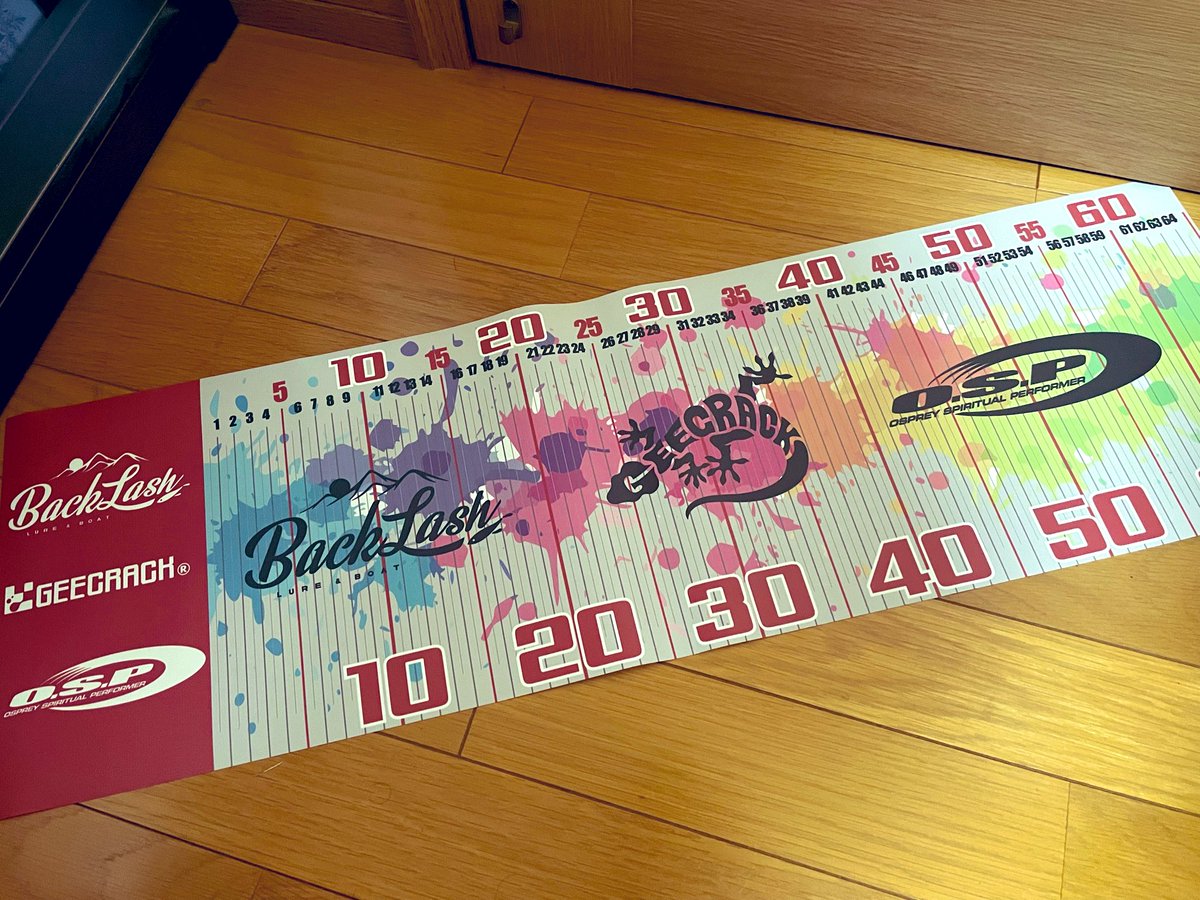 BackLash
LURE & BOAT
GEECRACK®
O.S.P
OSPREY SPIRITUAL PERFORMER
5 10 15 20 25 30 35 40 45 50 55 60
1 2 3 4 6 7 8 9 11 12 13 14 16 17 18 19 21 22 23 24 26 27 28 29 31 32 33 34 36 37 38 39 41 42 43 44 46 47 48 49 51 52 53 54 56 57 58 59 61 62 63 64
BackLash
LURE & BOAT
GEECRACK
O.S.P
OSPREY SPIRITUAL PERFORMER
10 20 30 40 50